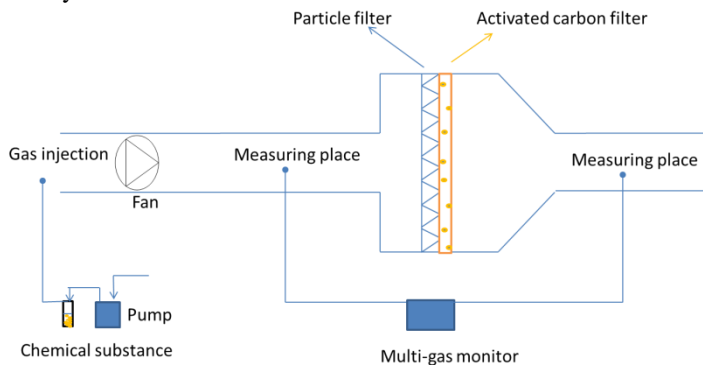 Particle filter
Activated carbon filter
Gas injection
Measuring place
Measuring place
Fan
Pump
Chemical substance
Multi-gas monitor